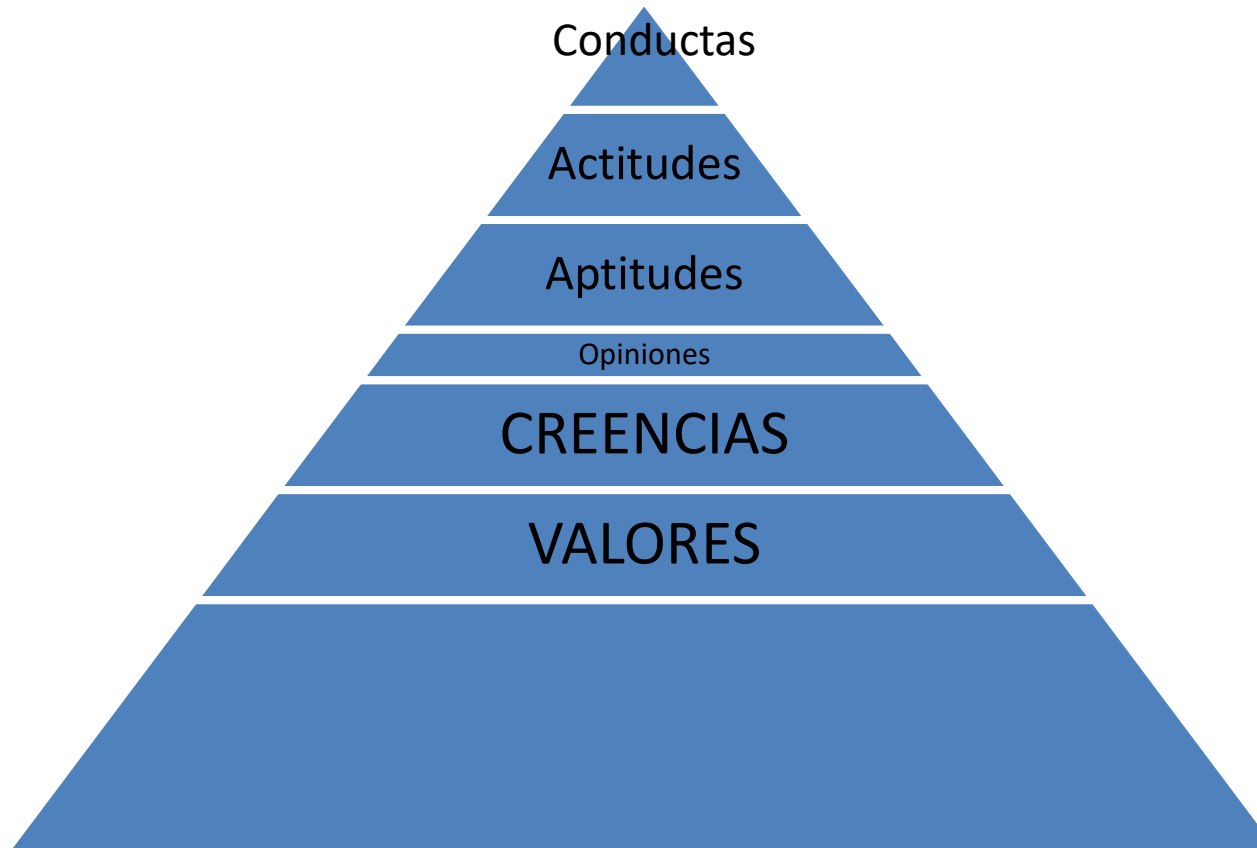 Conductas
Actitudes
Aptitudes
Opiniones
CREENCIAS
VALORES